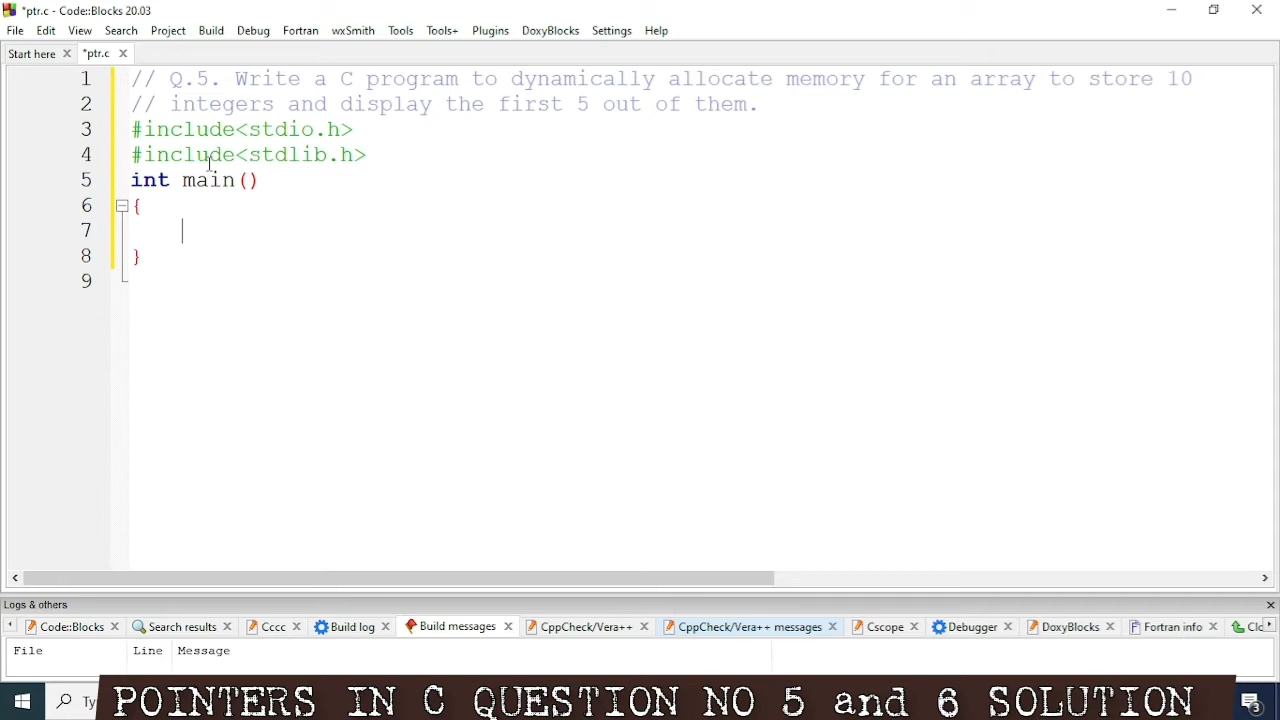 *ptr.c - Code::Blocks 20.03
File Edit View Search Project Build Debug Fortran wxSmith Tools Tools+ Plugins DoxyBlocks Settings Help
Start here *ptr.c
1 // Q.5. Write a C program to dynamically allocate memory for an array to store 10
2 // integers and display the first 5 out of them.
3 #include<stdio.h>
4 #include<stdlib.h>
5 int main()
6 {
7
8 }
9
Logs & others
Code::Blocks Search results Cccc Build log Build messages CppCheck/Vera++ CppCheck/Vera++ messages Cscope Debugger DoxyBlocks Fortran info Clo
File Line Message
Ty
POINTERS IN C QUESTION NO 5 and 6 SOLUTION
3